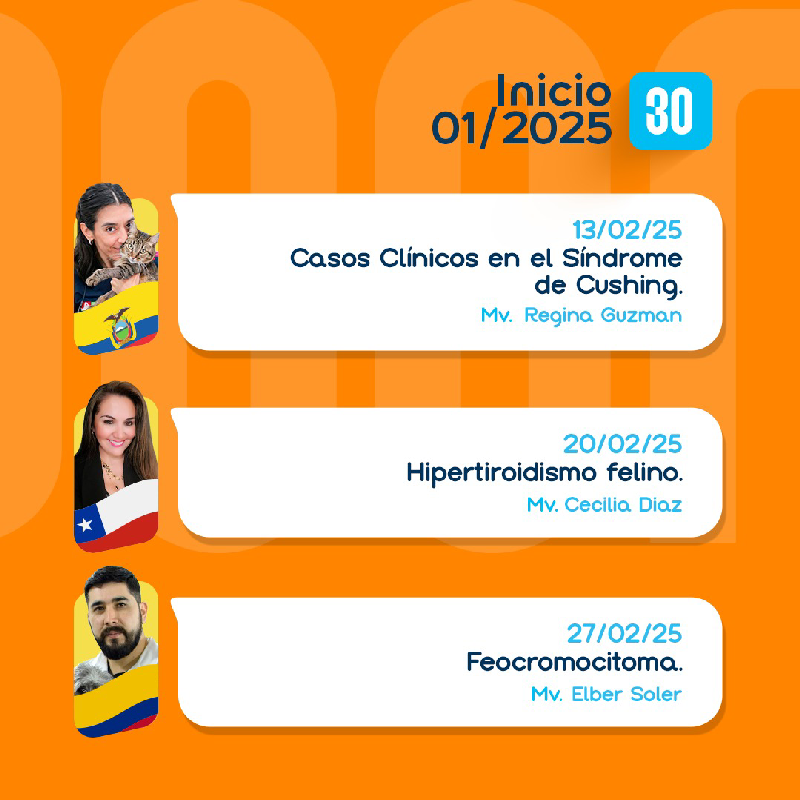 Inicio
01/2025
30
13/02/25
Casos Clínicos en el Síndrome
de Cushing.
Mv. Regina Guzman
20/02/25
Hipertiroidismo felino.
Mv. Cecilia Diaz
27/02/25
Feocromocitoma.
Mv. Elber Soler